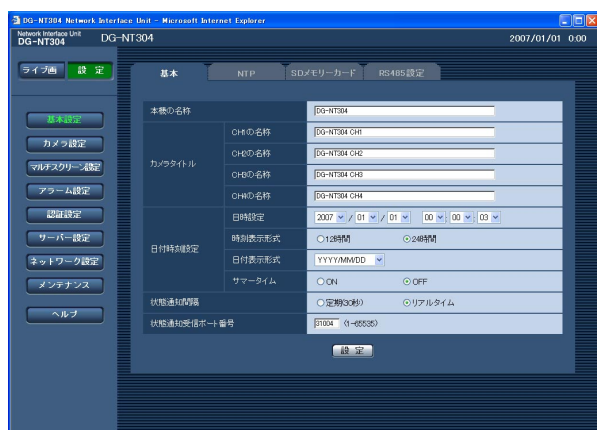 DG-NT304 Network Interface Unit - Microsoft Internet Explorer
Network Interface Unit
DG-NT304 DG-NT304 2007/01/01 0:00
ライブ画 設 定
基本 NTP SDメモリーカード RS485設定
基本設定
カメラ設定
マルチスクリーン設定
アラーム設定
認証設定
サーバー設定
ネットワーク設定
メンテナンス
ヘルプ
本機の名称 DG-NT304
カメラタイトル
CH1の名称 DG-NT304 CH1
CH2の名称 DG-NT304 CH2
CH3の名称 DG-NT304 CH3
CH4の名称 DG-NT304 CH4
日付時刻設定
日時設定 2007 / 01 / 01 00 : 00 : 03
時刻表示形式 12時間 24時間
日付表示形式 YYYY/MM/DD
サマータイム ON OFF
状態通知間隔 定期(30秒) リアルタイム
状態通知受信ポート番号 31004 (1-65535)
設 定